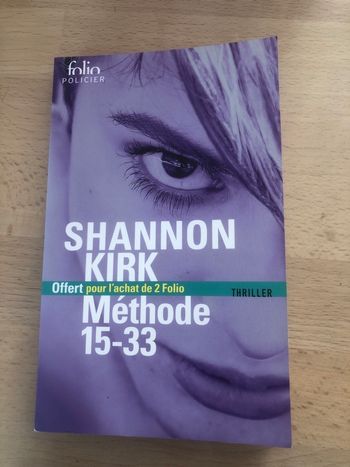 folio
POLICIER
SHANNON
KIRK
Offert pour l'achat de 2 Folio
THRILLER
Méthode
15-33